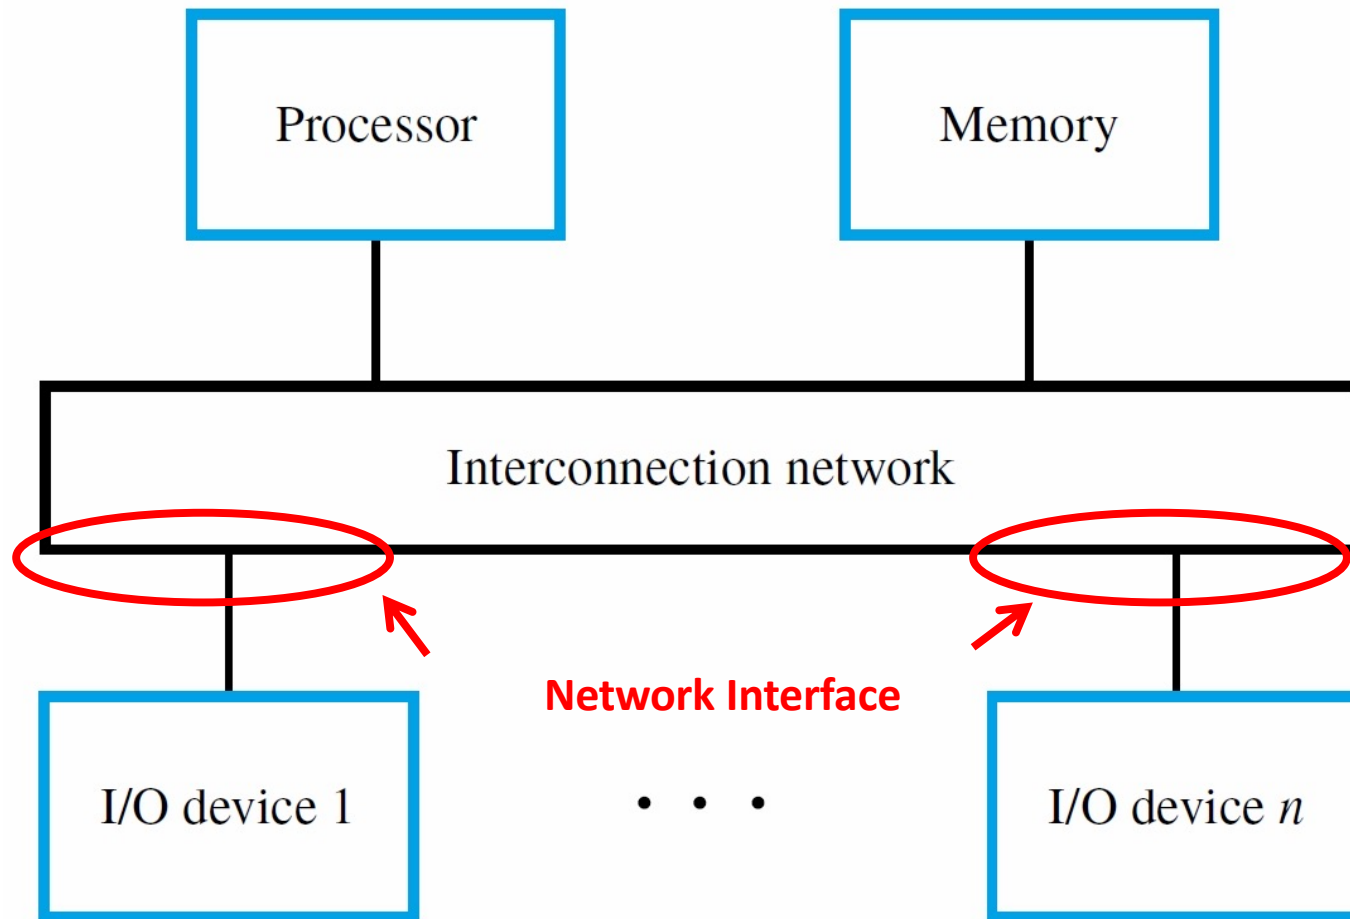 Processor
Memory
Interconnection network
Network Interface
I/O device 1
. . .
I/O device n